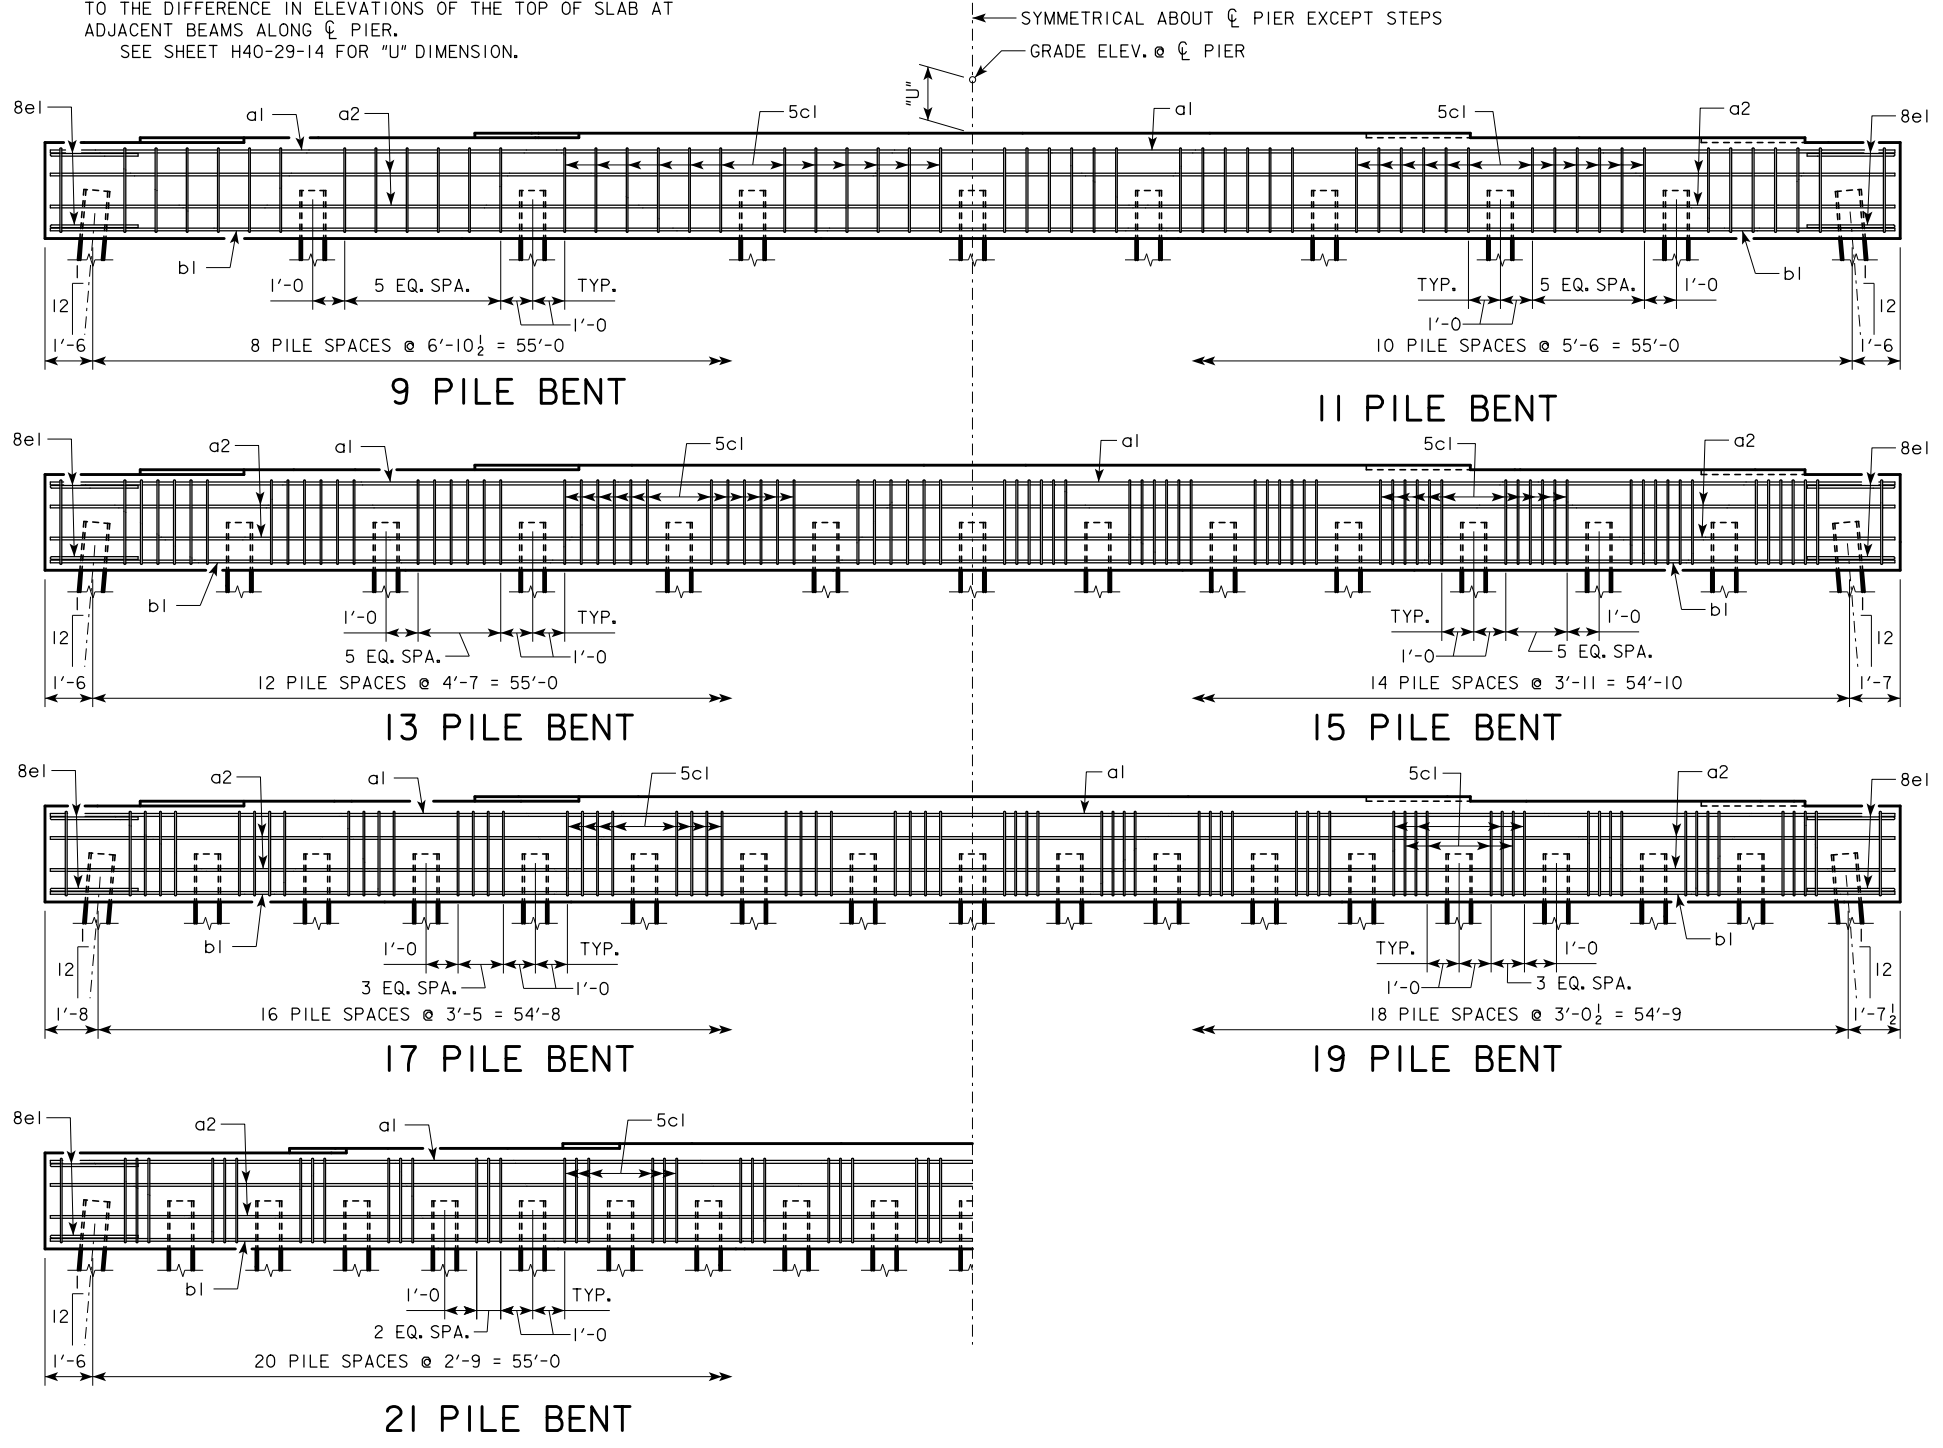 TO THE DIFFERENCE IN ELEVATIONS OF THE TOP OF SLAB AT
ADJACENT BEAMS ALONG ℄ PIER.
SEE SHEET H40-29-14 FOR "U" DIMENSION.
SYMMETRICAL ABOUT ℄ PIER EXCEPT STEPS
GRADE ELEV. @ ℄ PIER
"U"
8e1
a1
a2
5c1
a1
5c1
a2
8e1
b1
b1
12
1'-0
5 EQ. SPA.
TYP.
1'-0
TYP.
5 EQ. SPA.
1'-0
1'-0
12
1'-6
8 PILE SPACES @ 6'-10½ = 55'-0
10 PILE SPACES @ 5'-6 = 55'-0
1'-6
9 PILE BENT
11 PILE BENT
8e1
a2
a1
5c1
a1
5c1
a2
8e1
b1
b1
12
1'-0
TYP.
5 EQ. SPA.
1'-0
TYP.
1'-0
1'-0
5 EQ. SPA.
12
1'-6
12 PILE SPACES @ 4'-7 = 55'-0
14 PILE SPACES @ 3'-11 = 54'-10
1'-7
13 PILE BENT
15 PILE BENT
8e1
a2
a1
5c1
a1
5c1
a2
8e1
b1
b1
12
1'-0
TYP.
3 EQ. SPA.
1'-0
TYP.
1'-0
1'-0
3 EQ. SPA.
12
1'-8
16 PILE SPACES @ 3'-5 = 54'-8
18 PILE SPACES @ 3'-0½ = 54'-9
1'-7½
17 PILE BENT
19 PILE BENT
8e1
a2
a1
5c1
b1
12
1'-0
TYP.
2 EQ. SPA.
1'-0
1'-6
20 PILE SPACES @ 2'-9 = 55'-0
21 PILE BENT